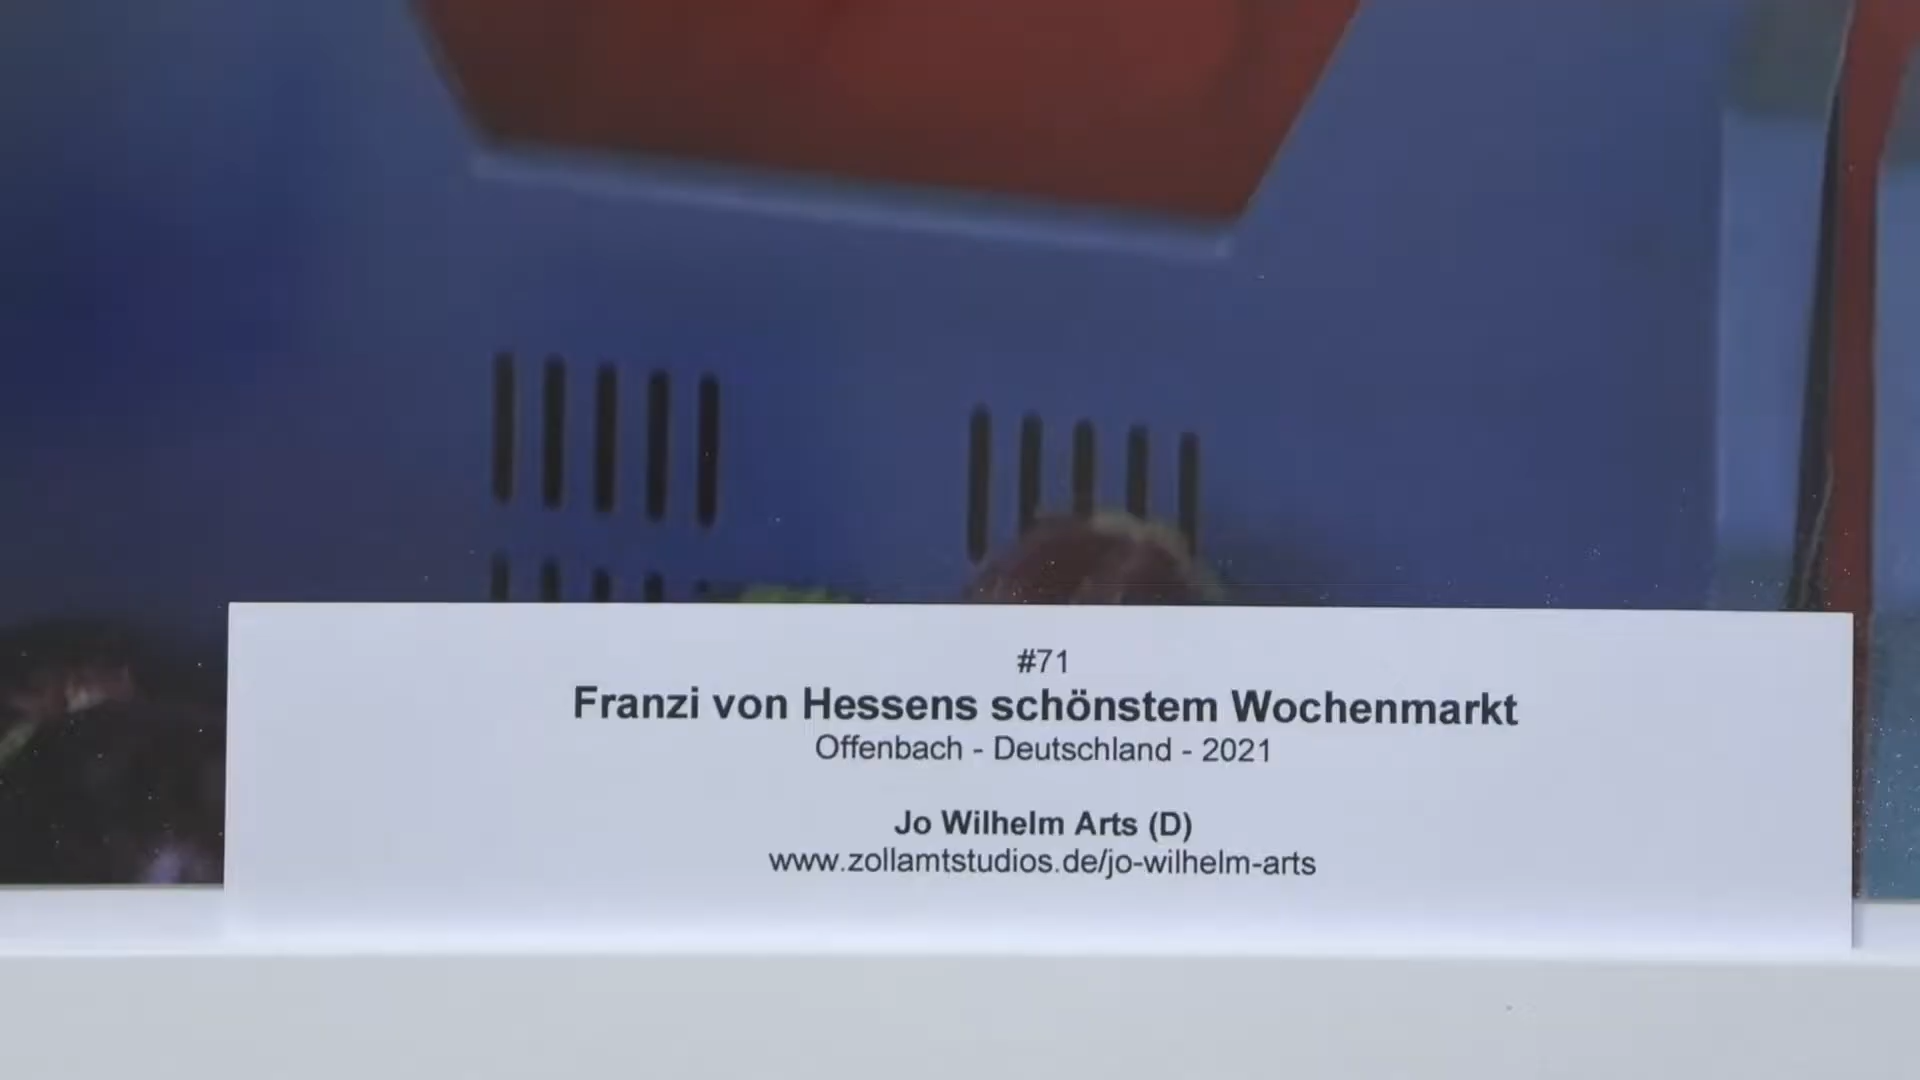 #71
Franzi von Hessens schönstem Wochenmarkt
Offenbach - Deutschland - 2021
Jo Wilhelm Arts (D)
www.zollamtstudios.de/jo-wilhelm-arts